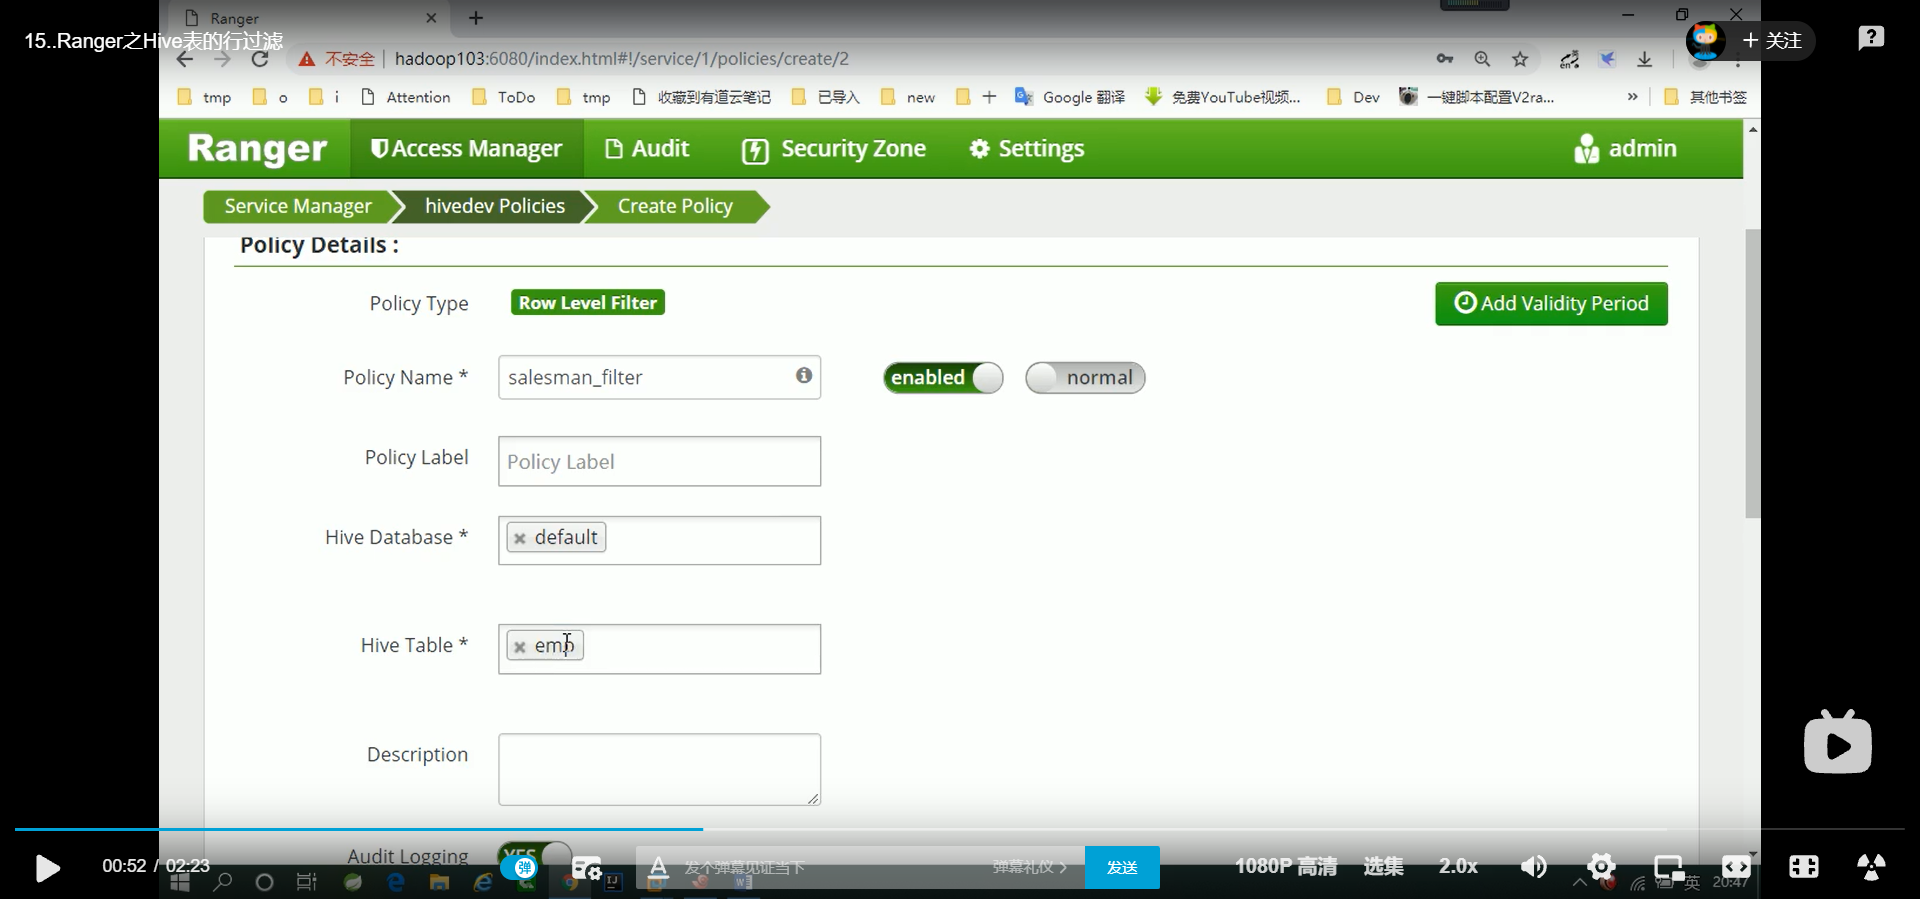 Ranger
15..Ranger之Hive表的行过滤
+ 关注
不安全
hadoop103:6080/index.html#!/service/1/policies/create/2
tmp
o
i
Attention
ToDo
tmp
收藏到有道云笔记
已导入
new
十
Google 翻译
免费YouTube视频...
Dev
一键脚本配置V2ra...
»
其他书签
Ranger
Access Manager
Audit
Security Zone
Settings
admin
Service Manager
hivedev Policies
Create Policy
Policy Details :
Policy Type
Row Level Filter
Add Validity Period
Policy Name *
salesman_filter
enabled
normal
Policy Label
Policy Label
Hive Database *
default
Hive Table *
emp
Description
Audit Logging
YES
00:52 / 02:23
弹
发个弹幕见证当下
弹幕礼仪 >
发送
1080P 高清
选集
2.0x
英
20:47